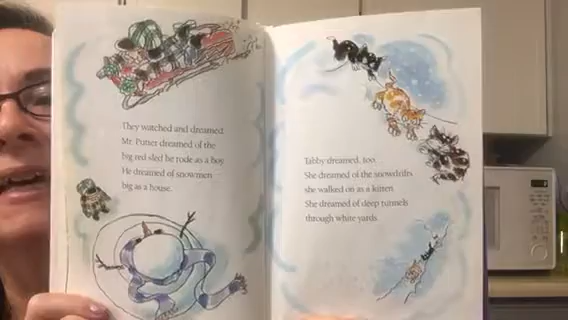 They watched and dreamed.
Mr. Putter dreamed of the
big red sled he rode as a boy.
He dreamed of snowmen
big as a house.
Tabby dreamed, too.
She dreamed of the snowdrifts
she walked on as a kitten.
She dreamed of deep tunnels
through white yards.